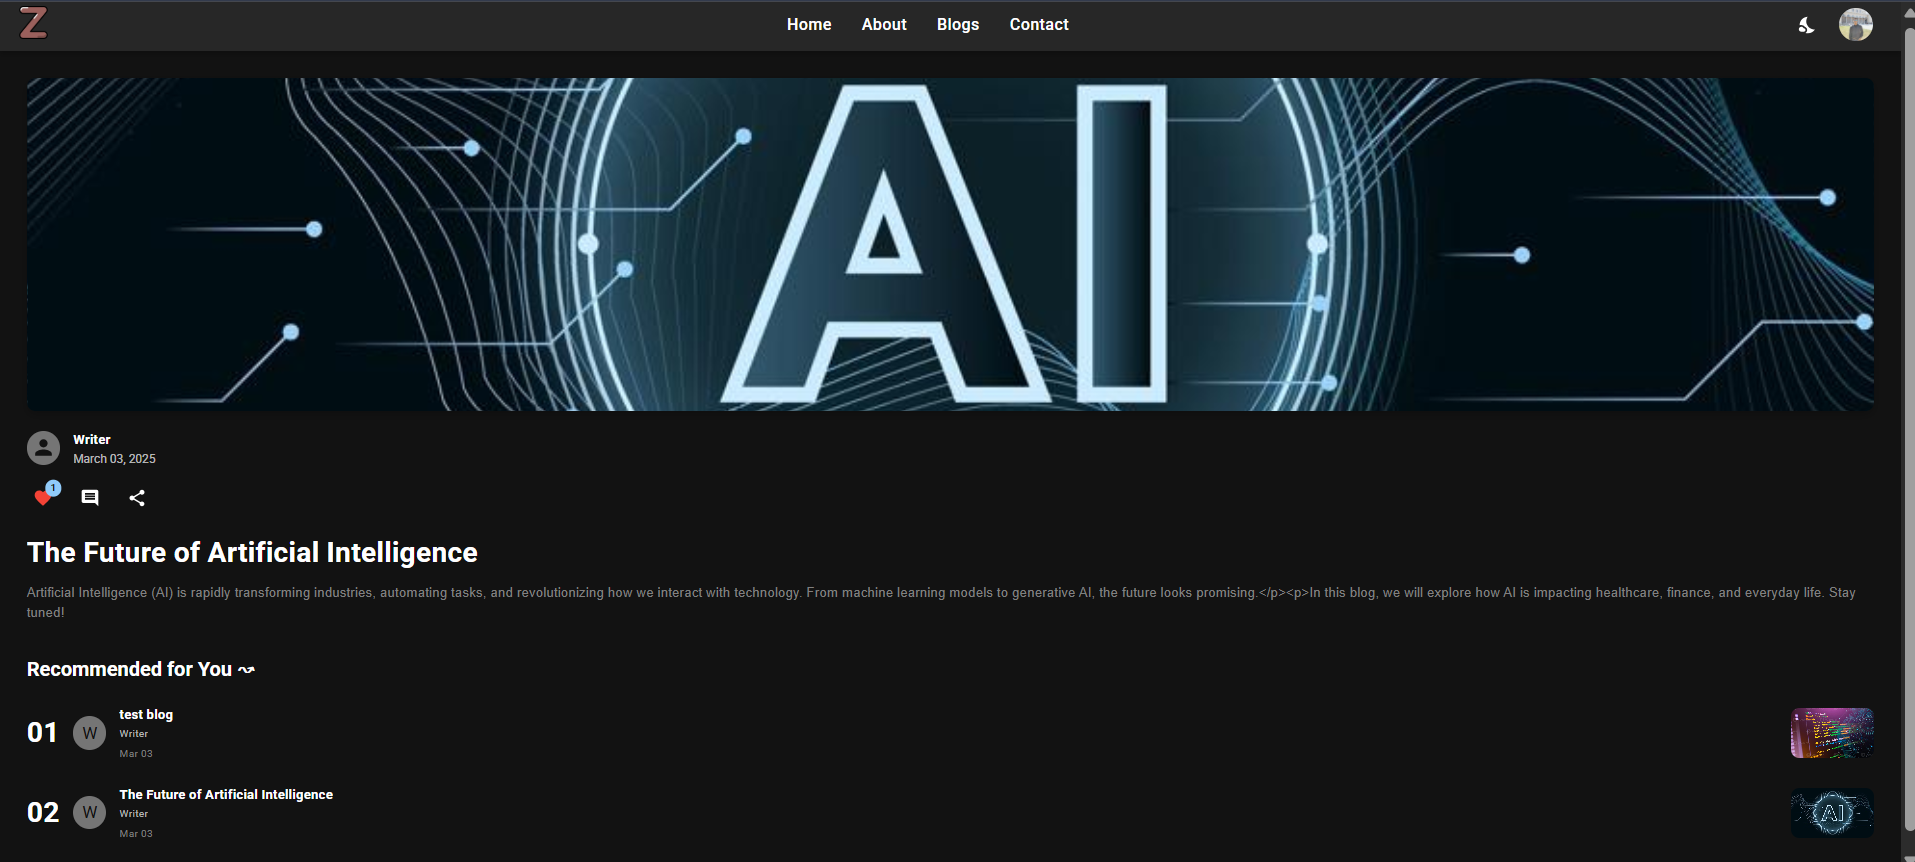 Z
Home About Blogs Contact
AI
Writer
March 03, 2025
1
The Future of Artificial Intelligence
Artificial Intelligence (AI) is rapidly transforming industries, automating tasks, and revolutionizing how we interact with technology. From machine learning models to generative AI, the future looks promising.</p><p>In this blog, we will explore how AI is impacting healthcare, finance, and everyday life. Stay
tuned!
Recommended for You ↝
01
W
test blog
Writer
Mar 03
02
W
The Future of Artificial Intelligence
Writer
Mar 03
AI